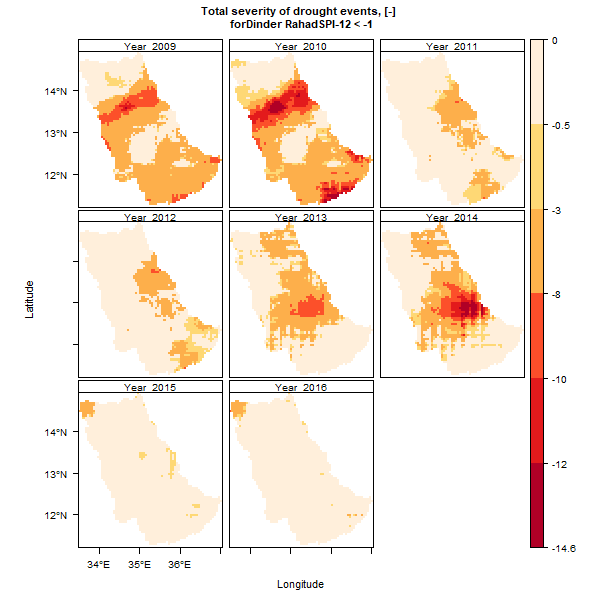 Total severity of drought events, [-]
forDinder RahadSPI-12 < -1
Year_2009
Year_2010
Year_2011
14°N
13°N
12°N
Year_2012
Year_2013
Year_2014
Year_2015
Year_2016
14°N
13°N
12°N
34°E 35°E 36°E
Latitude
Longitude
0
-0.5
-3
-8
-10
-12
-14.6